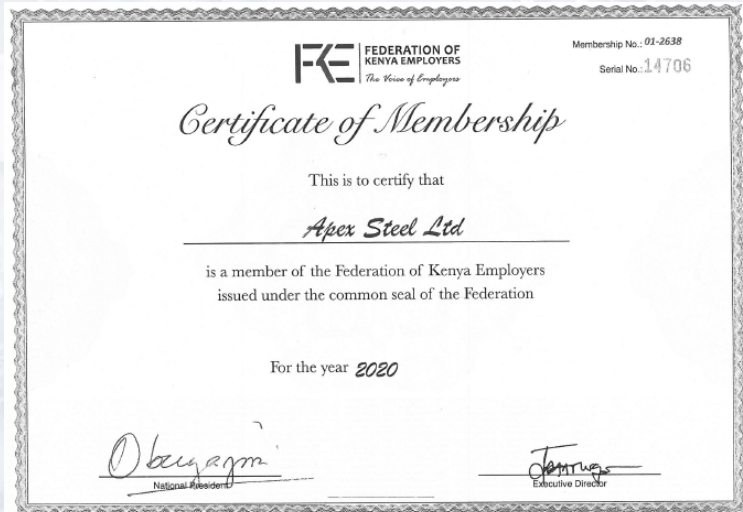 FKE
FEDERATION OF
KENYA EMPLOYERS
The Voice of Employers
Membership No.: 01-2638
Serial No.: 14706
Certificate of Membership
This is to certify that
Apex Steel Ltd
is a member of the Federation of Kenya Employers
issued under the common seal of the Federation
For the year 2020
National President
Executive Director